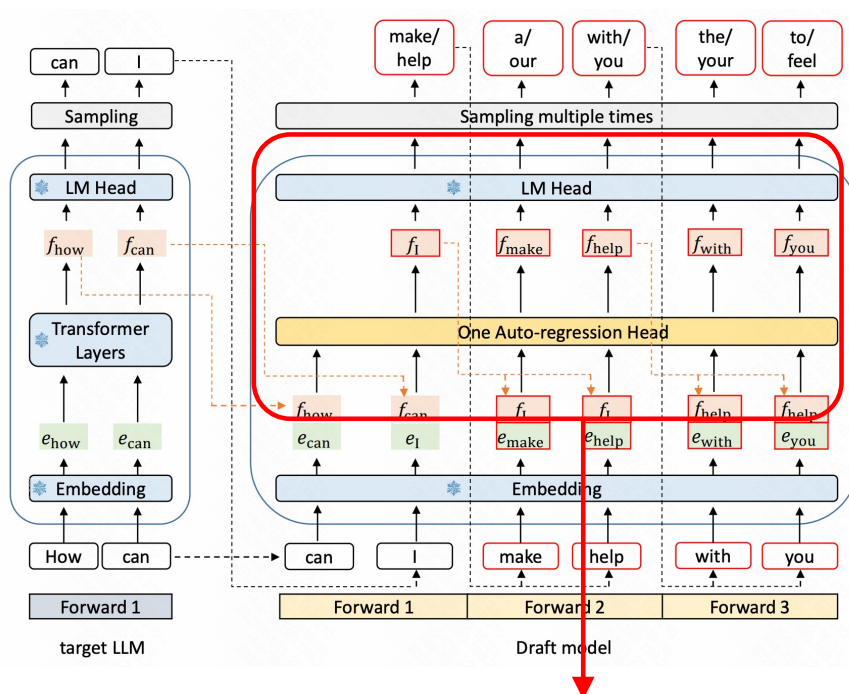 can I
make/ help
a/ our
with/ you
the/ your
to/ feel
Sampling
Sampling multiple times
LM Head
LM Head
f_how f_can
f_I f_make f_help f_with f_you
Transformer
Layers
One Auto-regression Head
f_how f_can f_I f_I f_help f_help
e_how e_can
e_can e_I e_make e_help e_with e_you
Embedding
Embedding
How can
can I make help with you
Forward 1
Forward 1 Forward 2 Forward 3
target LLM
Draft model